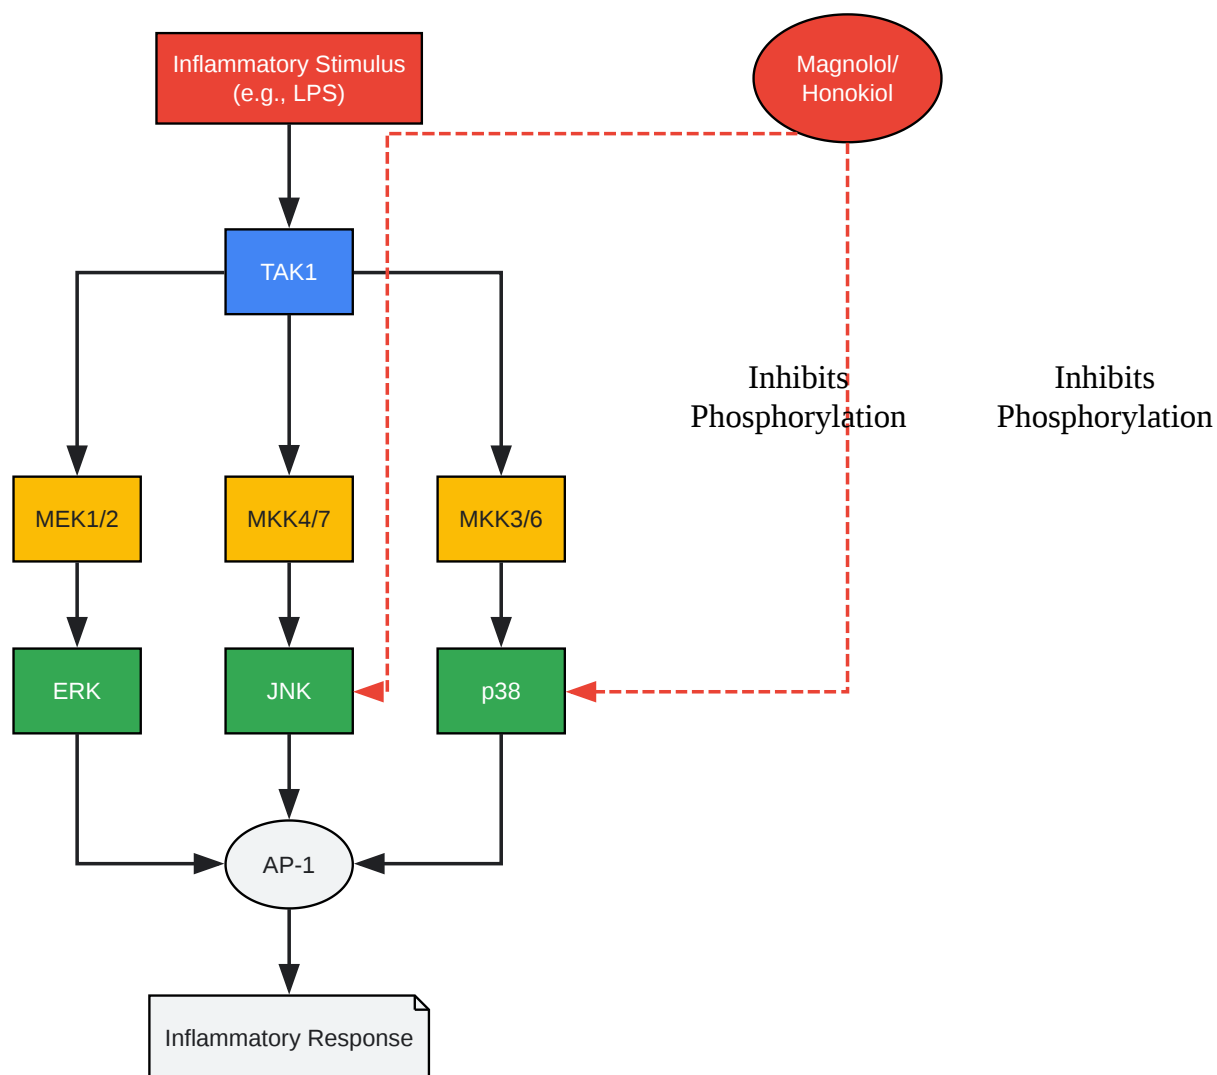 Inflammatory Stimulus
(e.g., LPS)
Magnolol/
Honokiol
TAK1
Inhibits
Phosphorylation
Inhibits
Phosphorylation
MEK1/2
MKK4/7
MKK3/6
ERK
JNK
p38
AP-1
Inflammatory Response